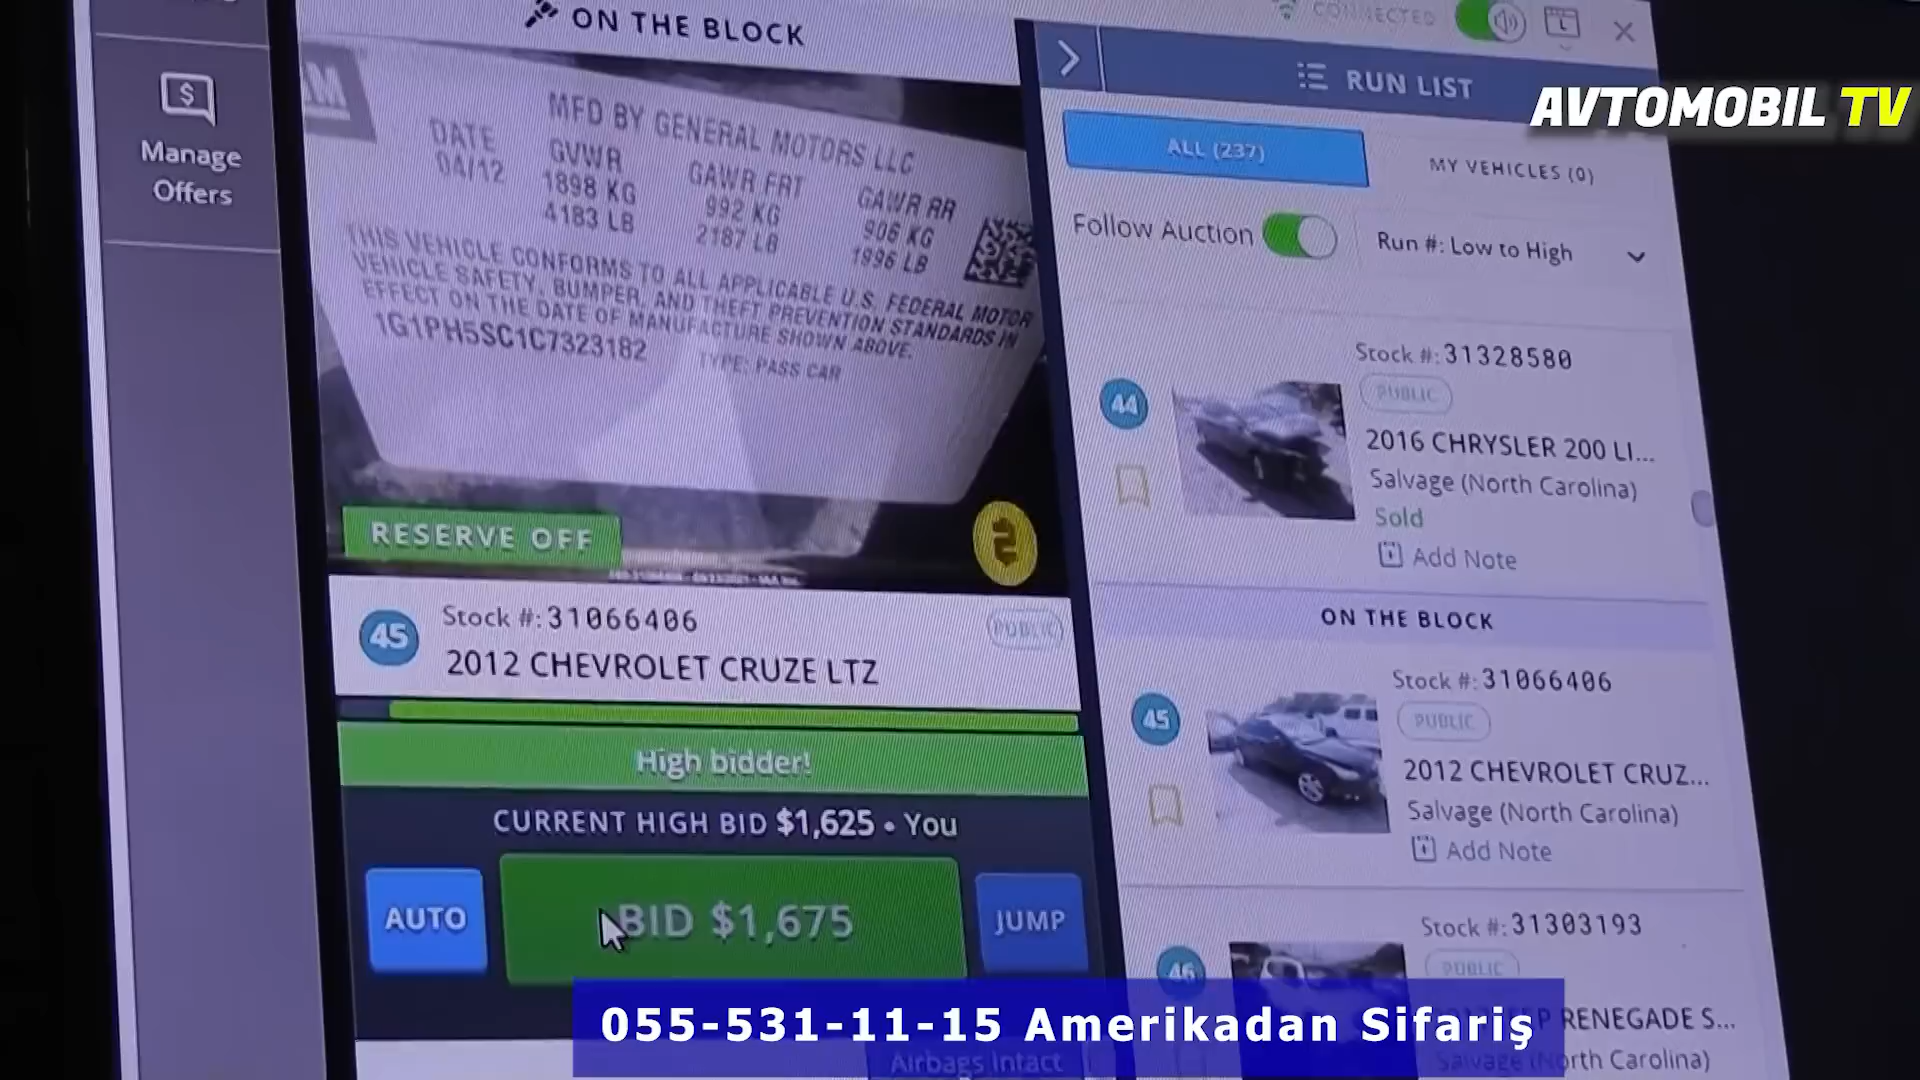 ON THE BLOCK
CONNECTED
Manage
Offers
MFD BY GENERAL MOTORS LLC
DATE GVWR GAWR FRT GAWR RR
04/12 1898 KG 992 KG 906 KG
4183 LB 2187 LB 1996 LB
THIS VEHICLE CONFORMS TO ALL APPLICABLE U.S. FEDERAL MOTOR
VEHICLE SAFETY, BUMPER, AND THEFT PREVENTION STANDARDS IN
EFFECT ON THE DATE OF MANUFACTURE SHOWN ABOVE.
1G1PH5SC1C7323182 TYPE: PASS CAR
RESERVE OFF
45
Stock #: 31066406
PUBLIC
2012 CHEVROLET CRUZE LTZ
High bidder!
CURRENT HIGH BID $1,625 • You
AUTO
BID $1,675
JUMP
Airbags Intact
RUN LIST
AVTOMOBIL TV
ALL (237)
MY VEHICLES (0)
Follow Auction
Run #: Low to High
44
Stock #: 31328580
PUBLIC
2016 CHRYSLER 200 LI...
Salvage (North Carolina)
Sold
Add Note
ON THE BLOCK
45
Stock #: 31066406
PUBLIC
2012 CHEVROLET CRUZ...
Salvage (North Carolina)
Add Note
46
Stock #: 31303193
PUBLIC
RENEGADE S...
Salvage (North Carolina)
055-531-11-15 Amerikadan Sifariş